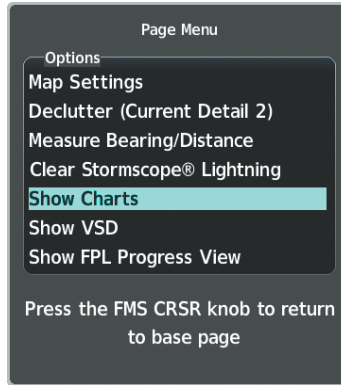 Page Menu
Options
Map Settings
Declutter (Current Detail 2)
Measure Bearing/Distance
Clear Stormscope® Lightning
Show Charts
Show VSD
Show FPL Progress View
Press the FMS CRSR knob to return
to base page